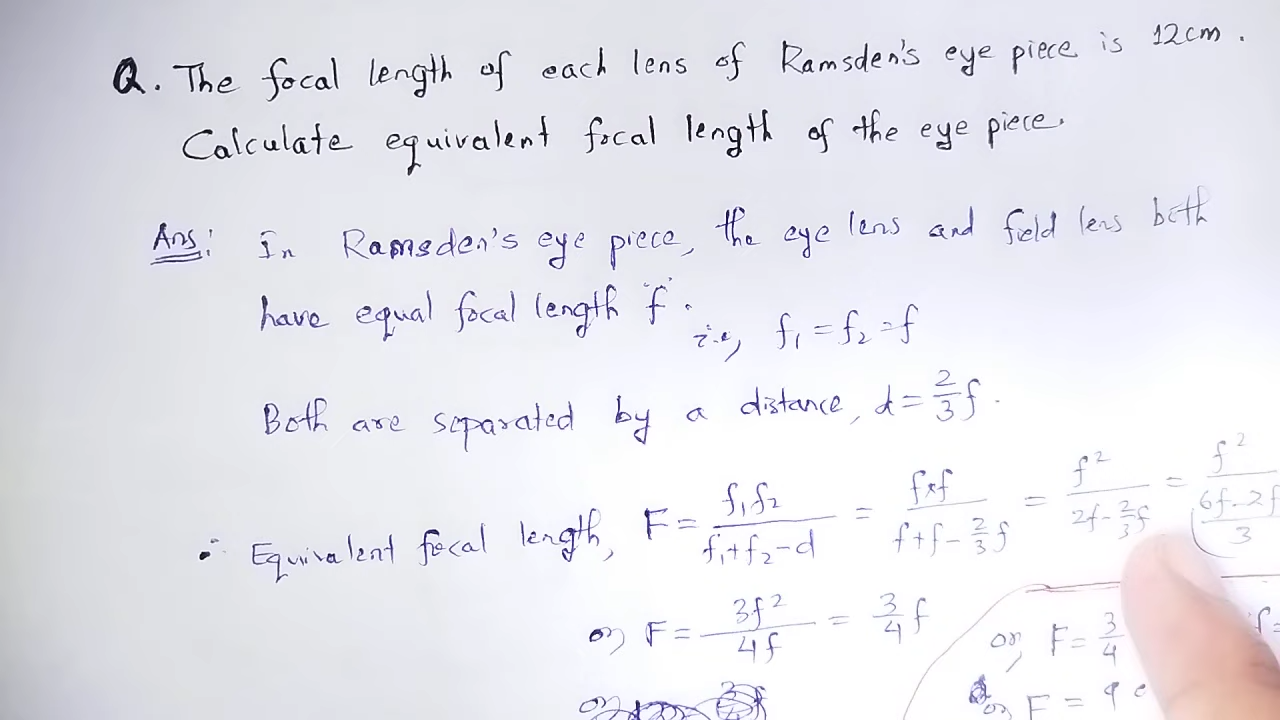 Q. The focal length of each lens of Ramsden's eye piece is 12cm.
Calculate equivalent focal length of the eye piece.
Ans: In Ramsden's eye piece, the eye lens and field lens both
have equal focal length "f".
i.e, f₁ = f₂ = f
Both are separated by a distance, d = 2/3 f.
∴ Equivalent focal length, F = f₁f₂/(f₁+f₂-d) = f×f/(f+f-2/3 f) = f²/(2f-2/3 f) = f²/((6f-2f)/3)
or, F = 3f²/4f = 3/4 f
or, F = 3/4 f=
or, F = 9 c